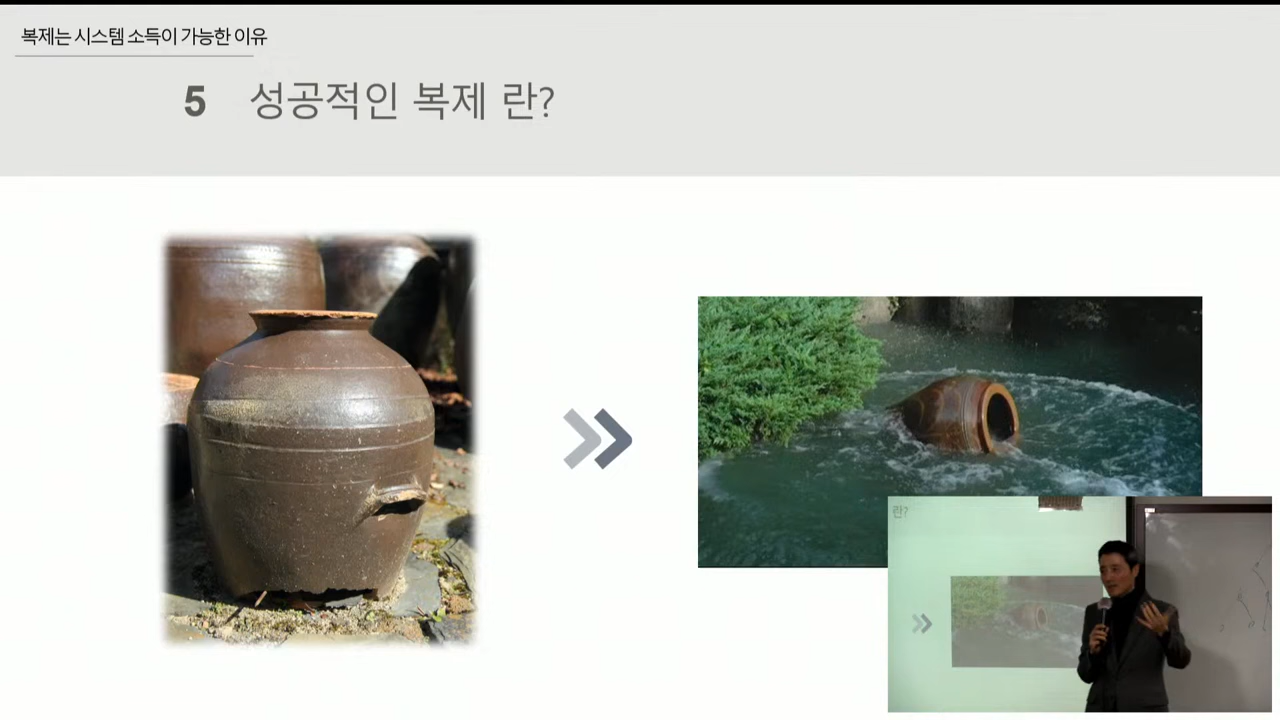 복제는 시스템 소득이 가능한 이유
5 성공적인 복제 란?
란?